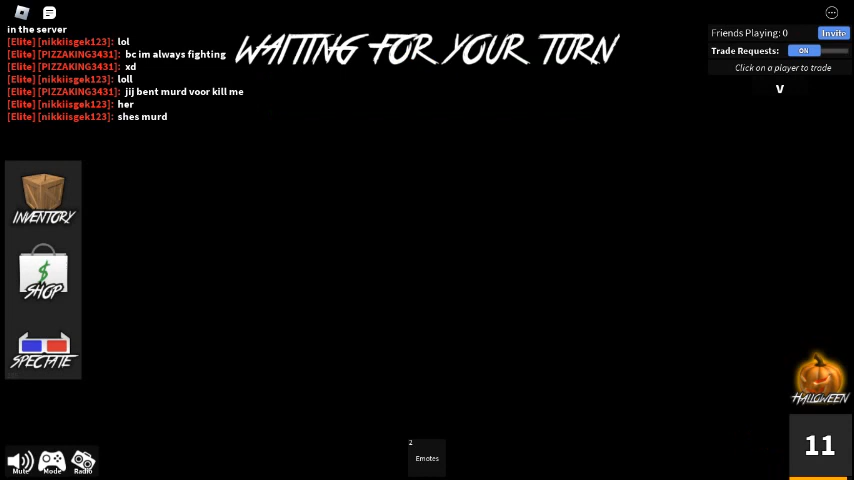 in the server
[Elite] [nikkiisgek123]: lol
[Elite] [PIZZAKING3431]: bc im always fighting
[Elite] [PIZZAKING3431]: xd
[Elite] [nikkiisgek123]: loll
[Elite] [PIZZAKING3431]: jij bent murd voor kill me
[Elite] [nikkiisgek123]: her
[Elite] [nikkiisgek123]: shes murd
WAITING FOR YOUR TURN
Friends Playing: 0 Invite
Trade Requests: ON
Click on a player to trade
V
INVENTORY
$
SHOP
SPECTATE
HALLOWEEN
11
2
Emotes
Mute Mode Radio